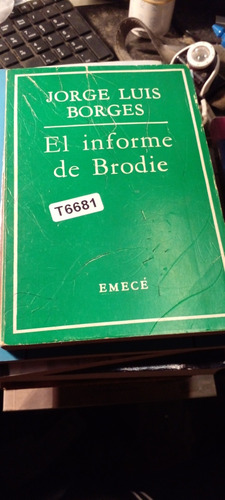 JORGE LUIS
BORGES
El informe
de Brodie
T6681
EMECÉ